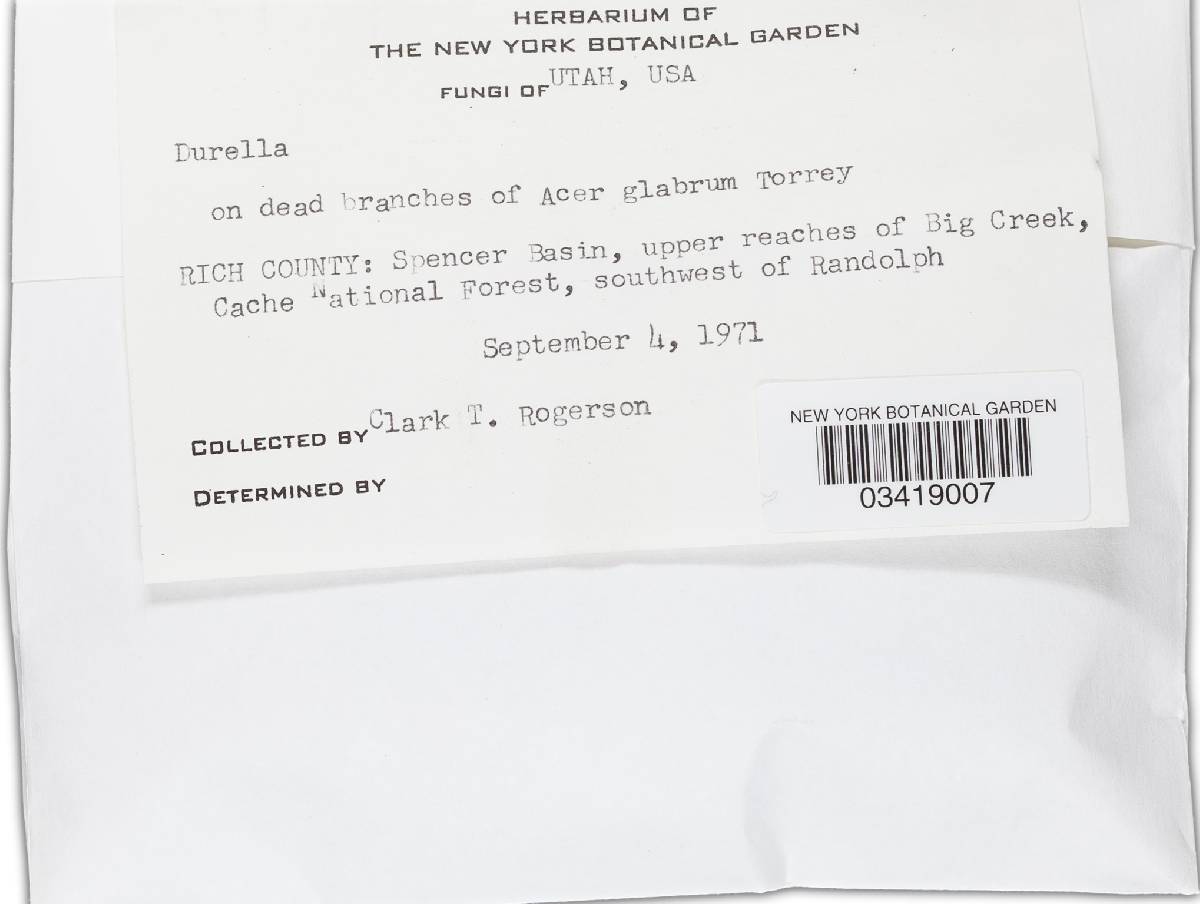 HERBARIUM OF
THE NEW YORK BOTANICAL GARDEN
FUNGI OF UTAH, USA
Durella
on dead branches of Acer glabrum Torrey
RICH COUNTY: Spencer Basin, upper reaches of Big Creek,
Cache National Forest, southwest of Randolph
September 4, 1971
COLLECTED BY Clark T. Rogerson
DETERMINED BY
NEW YORK BOTANICAL GARDEN
03419007